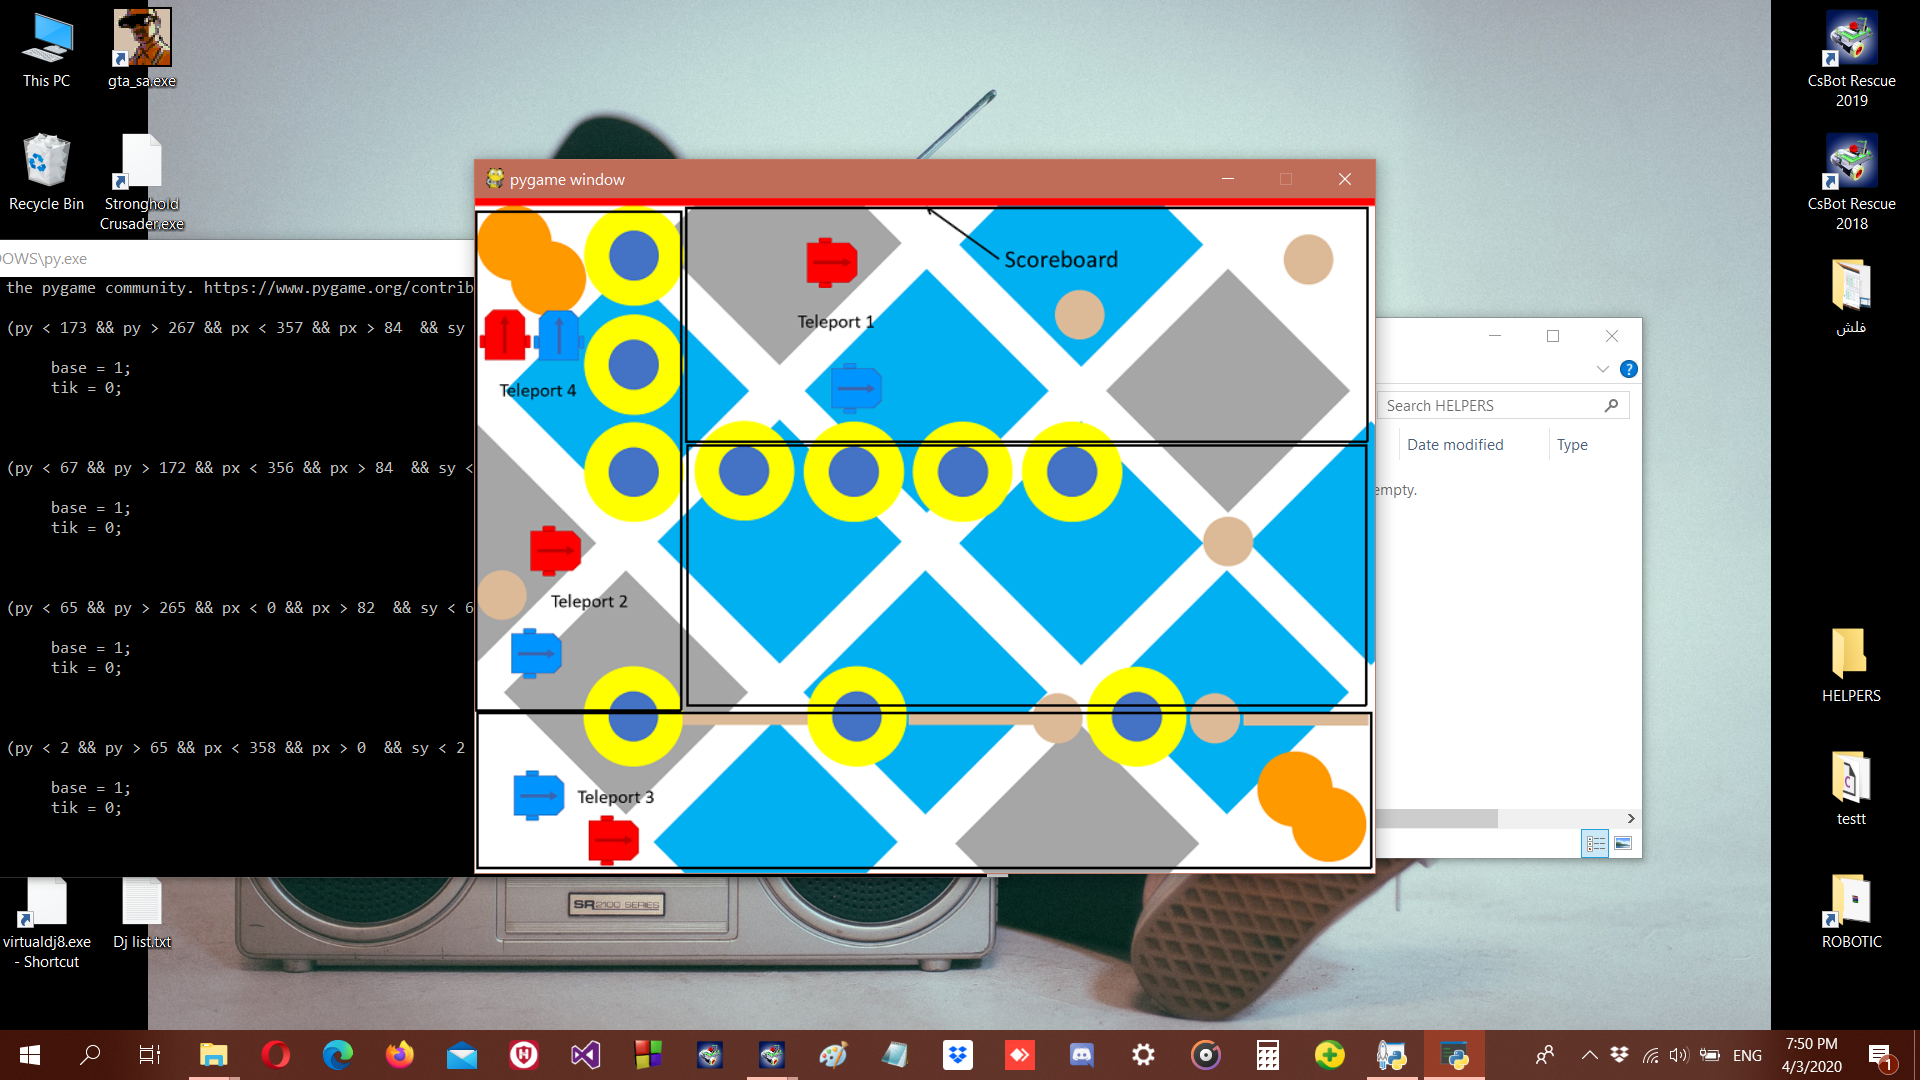 This PC
gta_sa.exe
Recycle Bin
Stronghold
Crusader.exe
OWS\py.exe
the pygame community. https://www.pygame.org/contrib
(py < 173 && py > 267 && px < 357 && px > 84  && sy
base = 1;
tik = 0;
(py < 67 && py > 172 && px < 356 && px > 84  && sy <
base = 1;
tik = 0;
(py < 65 && py > 265 && px < 0 && px > 82  && sy < 6
base = 1;
tik = 0;
(py < 2 && py > 65 && px < 358 && px > 0  && sy < 2
base = 1;
tik = 0;
virtualdj8.exe
- Shortcut
Dj list.txt
pygame window
Scoreboard
Teleport 1
Teleport 4
Teleport 2
Teleport 3
Search HELPERS
Date modified
Type
empty.
SR2100 SERIES
CsBot Rescue
2019
CsBot Rescue
2018
فلش
HELPERS
testt
ROBOTIC
ENG
7:50 PM
4/3/2020
1